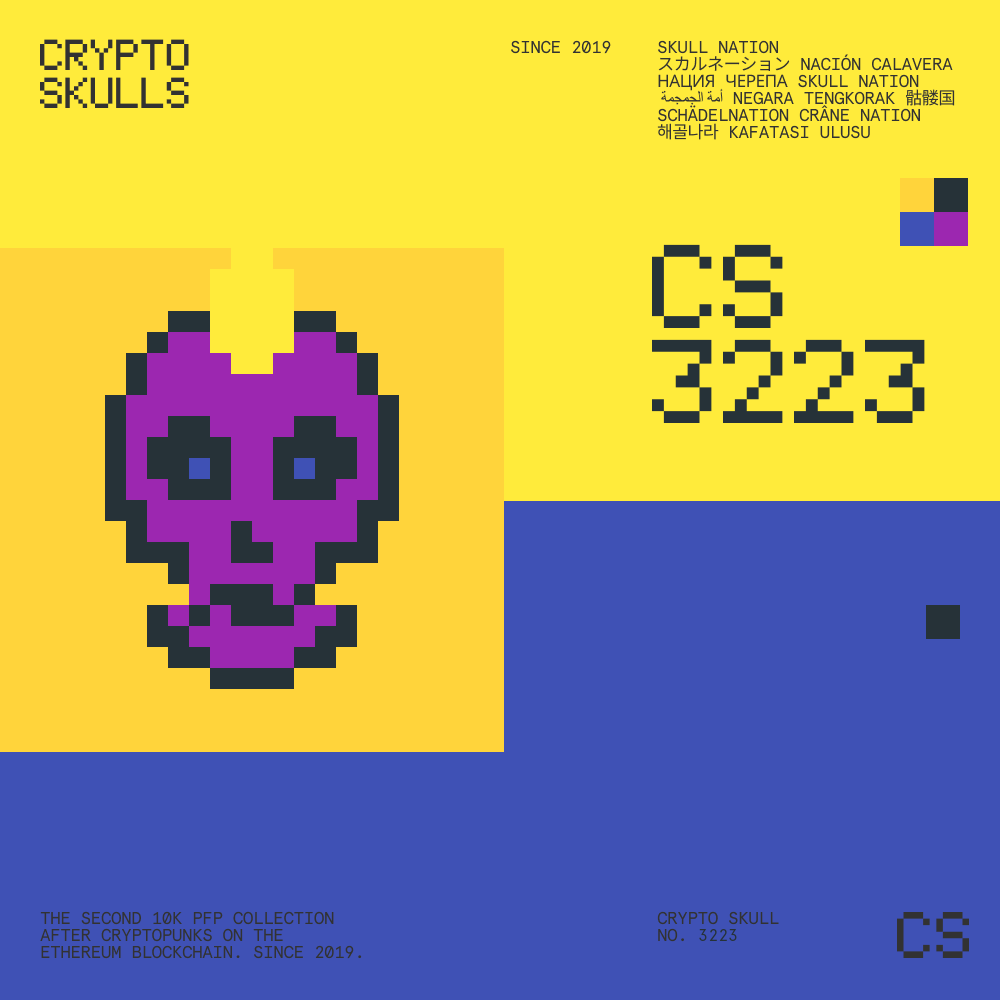 CRYPTO
SKULLS
SINCE 2019
SKULL NATION
スカルネーション NACIÓN CALAVERA
НАЦИЯ ЧЕРЕПА SKULL NATION
أمة الجمجمة NEGARA TENGKORAK 骷髅国
SCHÄDELNATION CRÂNE NATION
해골나라 KAFATASI ULUSU
CS
3223
THE SECOND 10K PFP COLLECTION
AFTER CRYPTOPUNKS ON THE
ETHEREUM BLOCKCHAIN. SINCE 2019.
CRYPTO SKULL
NO. 3223
CS